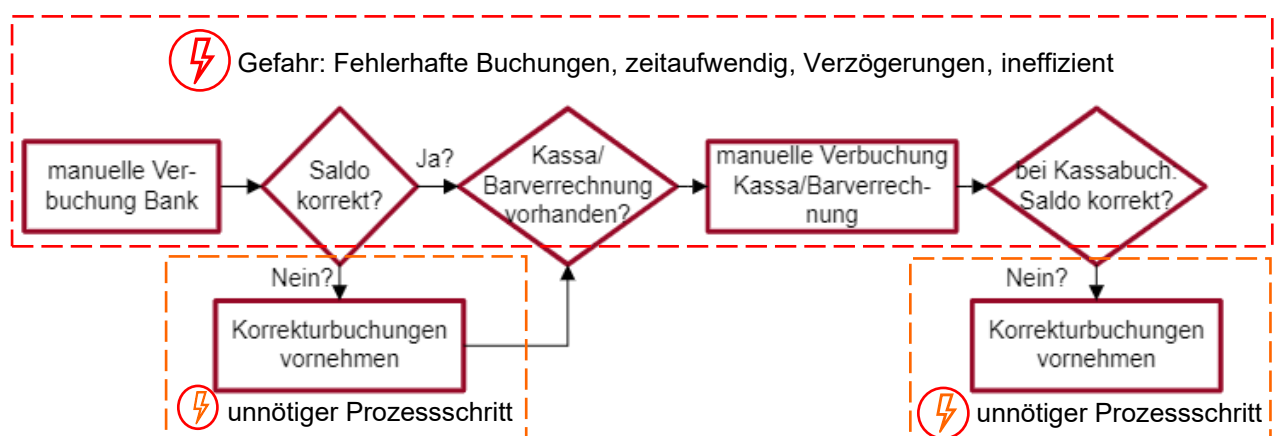 Gefahr: Fehlerhafte Buchungen, zeitaufwendig, Verzögerungen, ineffizient
manuelle Ver-
buchung Bank
Saldo
korrekt?
Ja?
Kassa/
Barverrechnung
vorhanden?
manuelle Verbuchung
Kassa/Barverrech-
nung
bei Kassabuch:
Saldo korrekt?
Nein?
Korrekturbuchungen
vornehmen
unnötiger Prozessschritt
Nein?
Korrekturbuchungen
vornehmen
unnötiger Prozessschritt